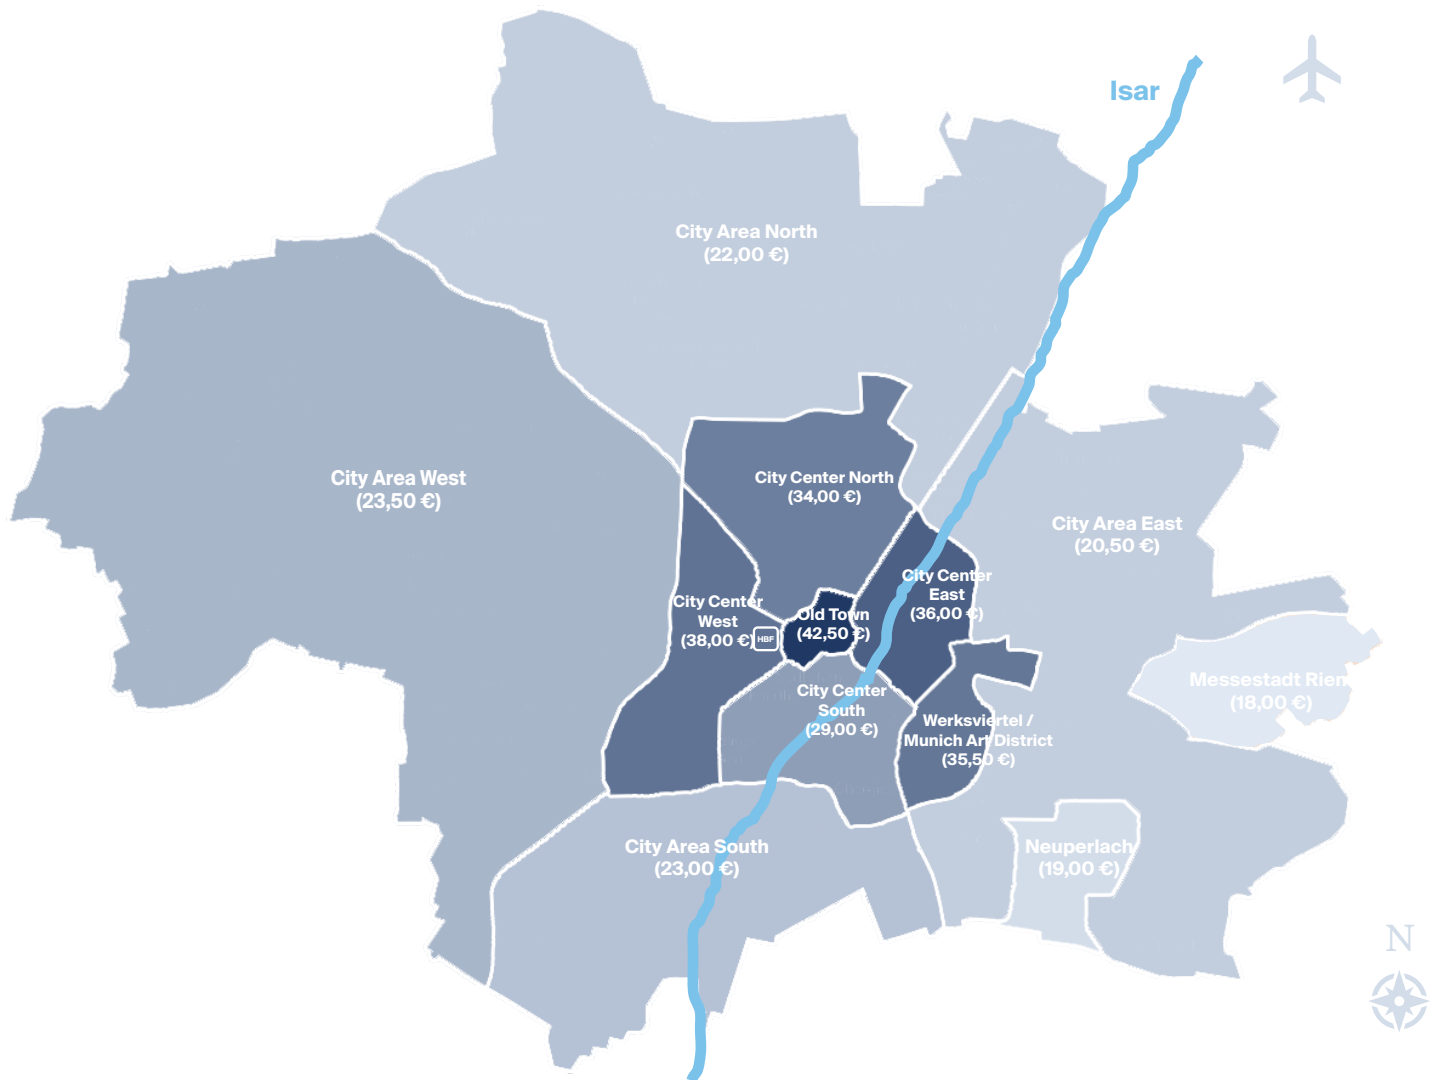 Isar
City Area North
(22,00 €)
City Area West
(23,50 €)
City Center North
(34,00 €)
City Area East
(20,50 €)
City Center
East
(36,00 €)
City Center
West
(38,00 €)
HBF
Old Town
(42,50 €)
Messestadt Riem
(18,00 €)
City Center
South
(29,00 €)
Werksviertel /
Munich Art District
(35,50 €)
City Area South
(23,00 €)
Neuperlach
(19,00 €)
N